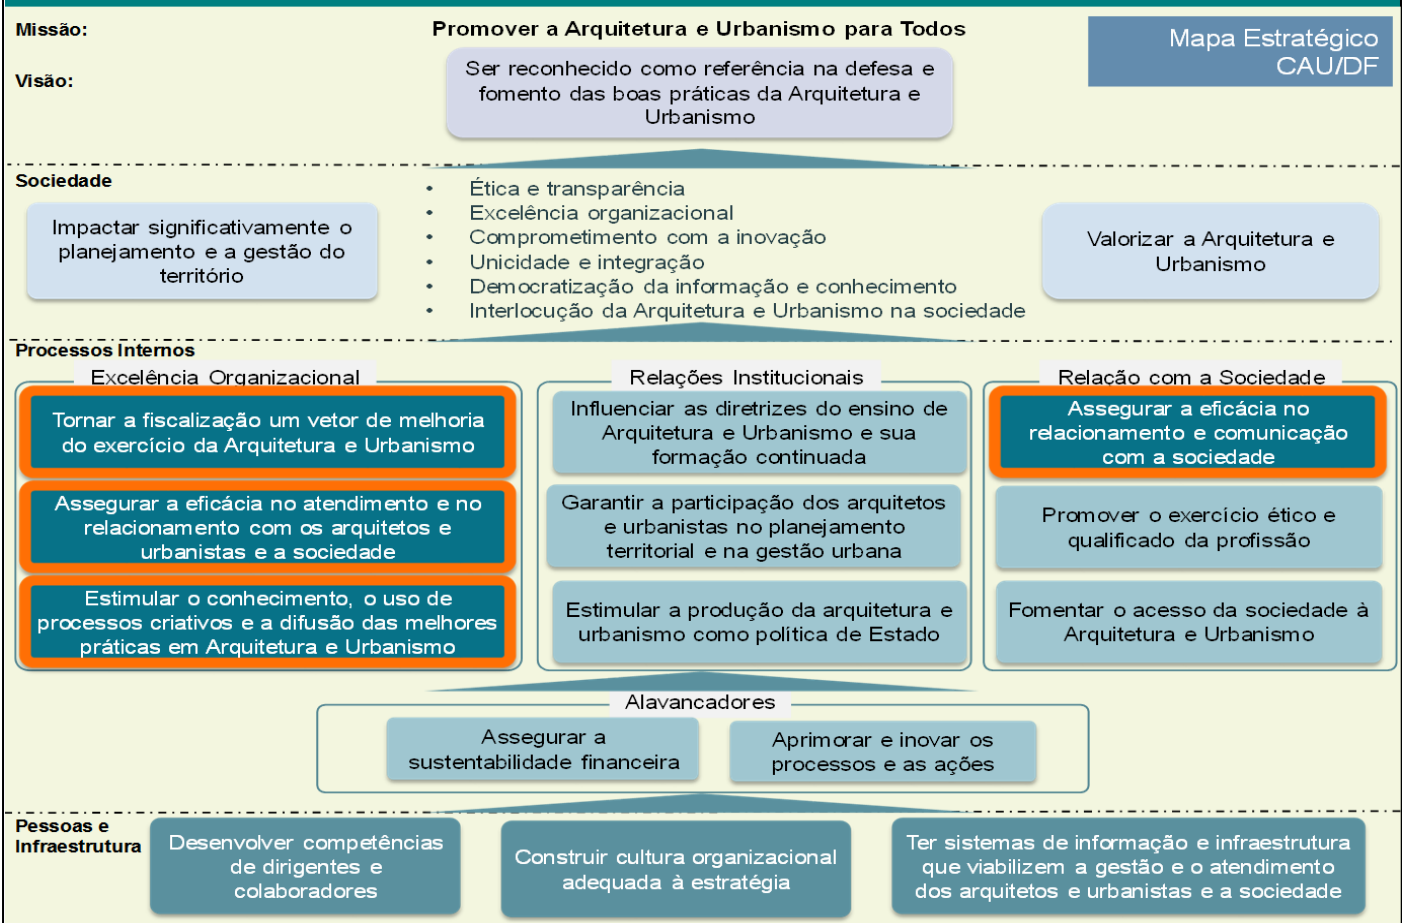 Missão:
Promover a Arquitetura e Urbanismo para Todos
Mapa Estratégico
CAU/DF
Visão:
Ser reconhecido como referência na defesa e
fomento das boas práticas da Arquitetura e
Urbanismo
Sociedade
Impactar significativamente o
planejamento e a gestão do
território
• Ética e transparência
• Excelência organizacional
• Comprometimento com a inovação
• Unicidade e integração
• Democratização da informação e conhecimento
• Interlocução da Arquitetura e Urbanismo na sociedade
Valorizar a Arquitetura e
Urbanismo
Processos Internos
Excelência Organizacional
Tornar a fiscalização um vetor de melhoria
do exercício da Arquitetura e Urbanismo
Assegurar a eficácia no atendimento e no
relacionamento com os arquitetos e
urbanistas e a sociedade
Estimular o conhecimento, o uso de
processos criativos e a difusão das melhores
práticas em Arquitetura e Urbanismo
Relações Institucionais
Influenciar as diretrizes do ensino de
Arquitetura e Urbanismo e sua
formação continuada
Garantir a participação dos arquitetos
e urbanistas no planejamento
territorial e na gestão urbana
Estimular a produção da arquitetura e
urbanismo como política de Estado
Relação com a Sociedade
Assegurar a eficácia no
relacionamento e comunicação
com a sociedade
Promover o exercício ético e
qualificado da profissão
Fomentar o acesso da sociedade à
Arquitetura e Urbanismo
Alavancadores
Assegurar a
sustentabilidade financeira
Aprimorar e inovar os
processos e as ações
Pessoas e
Infraestrutura
Desenvolver competências
de dirigentes e
colaboradores
Construir cultura organizacional
adequada à estratégia
Ter sistemas de informação e infraestrutura
que viabilizem a gestão e o atendimento
dos arquitetos e urbanistas e a sociedade